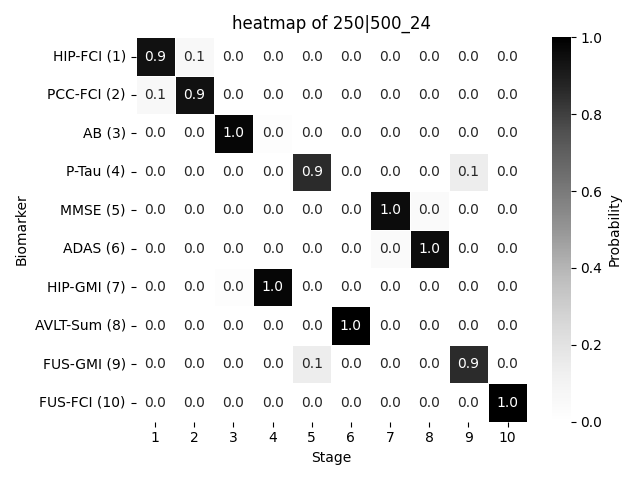 heatmap of 250|500_24
HIP-FCI (1) 0.9 0.1 0.0 0.0 0.0 0.0 0.0 0.0 0.0 0.0
PCC-FCI (2) 0.1 0.9 0.0 0.0 0.0 0.0 0.0 0.0 0.0 0.0
AB (3) 0.0 0.0 1.0 0.0 0.0 0.0 0.0 0.0 0.0 0.0
P-Tau (4) 0.0 0.0 0.0 0.0 0.9 0.0 0.0 0.0 0.1 0.0
MMSE (5) 0.0 0.0 0.0 0.0 0.0 0.0 1.0 0.0 0.0 0.0
ADAS (6) 0.0 0.0 0.0 0.0 0.0 0.0 0.0 1.0 0.0 0.0
HIP-GMI (7) 0.0 0.0 0.0 1.0 0.0 0.0 0.0 0.0 0.0 0.0
AVLT-Sum (8) 0.0 0.0 0.0 0.0 0.0 1.0 0.0 0.0 0.0 0.0
FUS-GMI (9) 0.0 0.0 0.0 0.0 0.1 0.0 0.0 0.0 0.9 0.0
FUS-FCI (10) 0.0 0.0 0.0 0.0 0.0 0.0 0.0 0.0 0.0 1.0
1 2 3 4 5 6 7 8 9 10
Stage
Biomarker
1.0
0.8
0.6
0.4
0.2
0.0
Probability